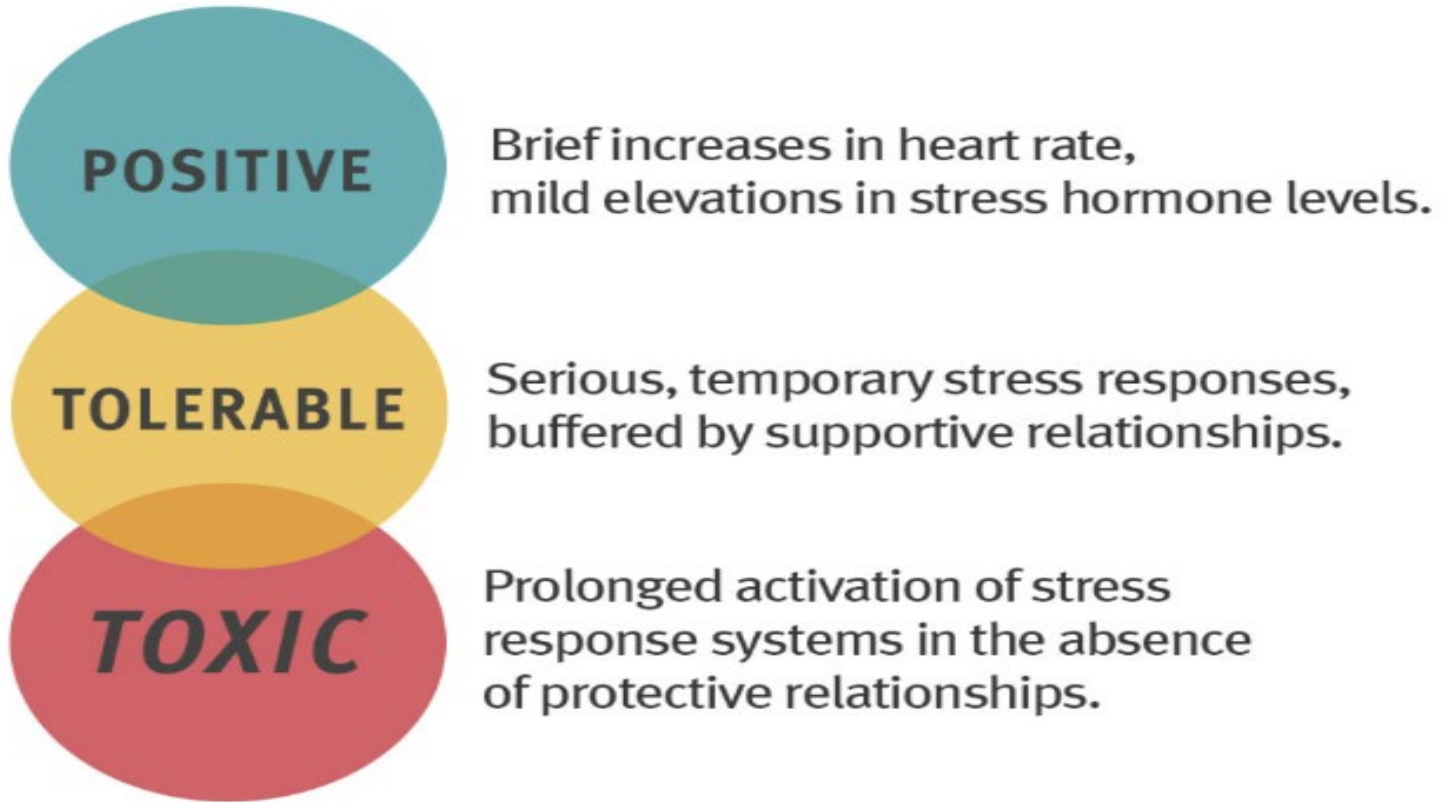 POSITIVE
Brief increases in heart rate,
mild elevations in stress hormone levels.
TOLERABLE
Serious, temporary stress responses,
buffered by supportive relationships.
TOXIC
Prolonged activation of stress
response systems in the absence
of protective relationships.